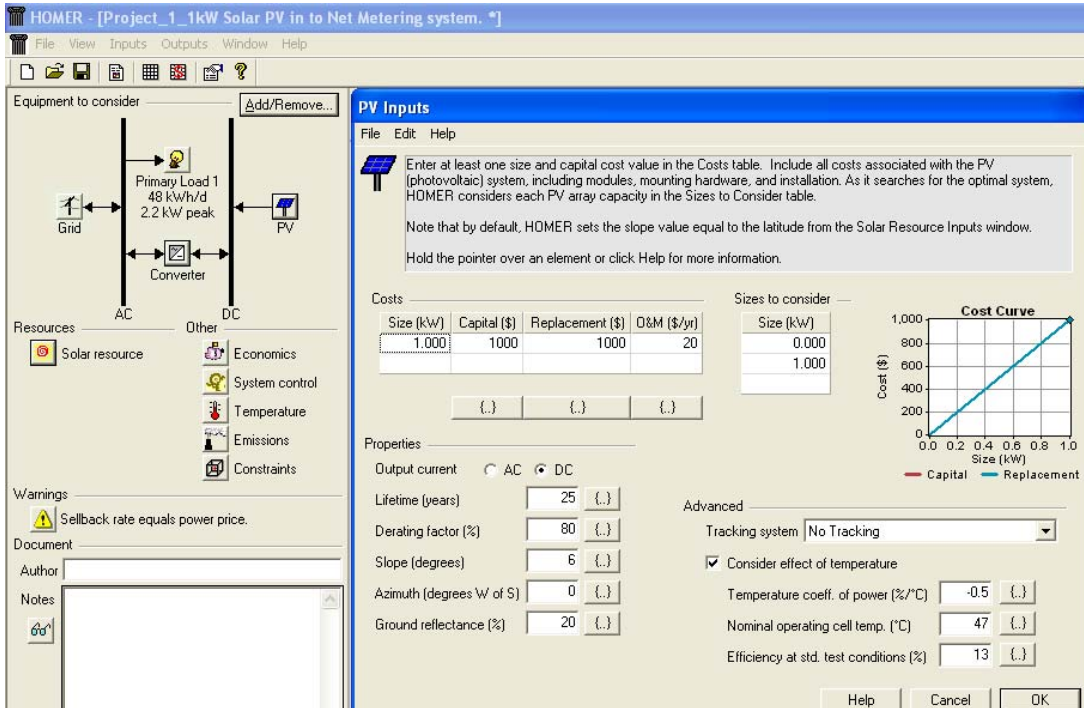 HOMER - [Project_1_1kW Solar PV in to Net Metering system. *]
File View Inputs Outputs Window Help
Equipment to consider
Add/Remove...
Primary Load 1
48 kWh/d
2.2 kW peak
Grid
PV
Converter
AC
DC
Resources
Other
Solar resource
Economics
System control
Temperature
Emissions
Constraints
Warnings
Sellback rate equals power price.
Document
Author
Notes
PV Inputs
File Edit Help
Enter at least one size and capital cost value in the Costs table. Include all costs associated with the PV
(photovoltaic) system, including modules, mounting hardware, and installation. As it searches for the optimal system,
HOMER considers each PV array capacity in the Sizes to Consider table.
Note that by default, HOMER sets the slope value equal to the latitude from the Solar Resource Inputs window.
Hold the pointer over an element or click Help for more information.
Costs
Size (kW) Capital ($) Replacement ($) O&M ($/yr)
1.000 1000 1000 20
{..} {..} {..}
Sizes to consider
Size (kW)
0.000
1.000
Cost Curve
Cost ($)
1,000
800
600
400
200
0
0.0 0.2 0.4 0.6 0.8 1.0
Size (kW)
Capital Replacement
Properties
Output current AC DC
Lifetime (years) 25 {..}
Derating factor (%) 80 {..}
Slope (degrees) 6 {..}
Azimuth (degrees W of S) 0 {..}
Ground reflectance (%) 20 {..}
Advanced
Tracking system No Tracking
Consider effect of temperature
Temperature coeff. of power (%/°C) -0.5 {..}
Nominal operating cell temp. (°C) 47 {..}
Efficiency at std. test conditions (%) 13 {..}
Help Cancel OK